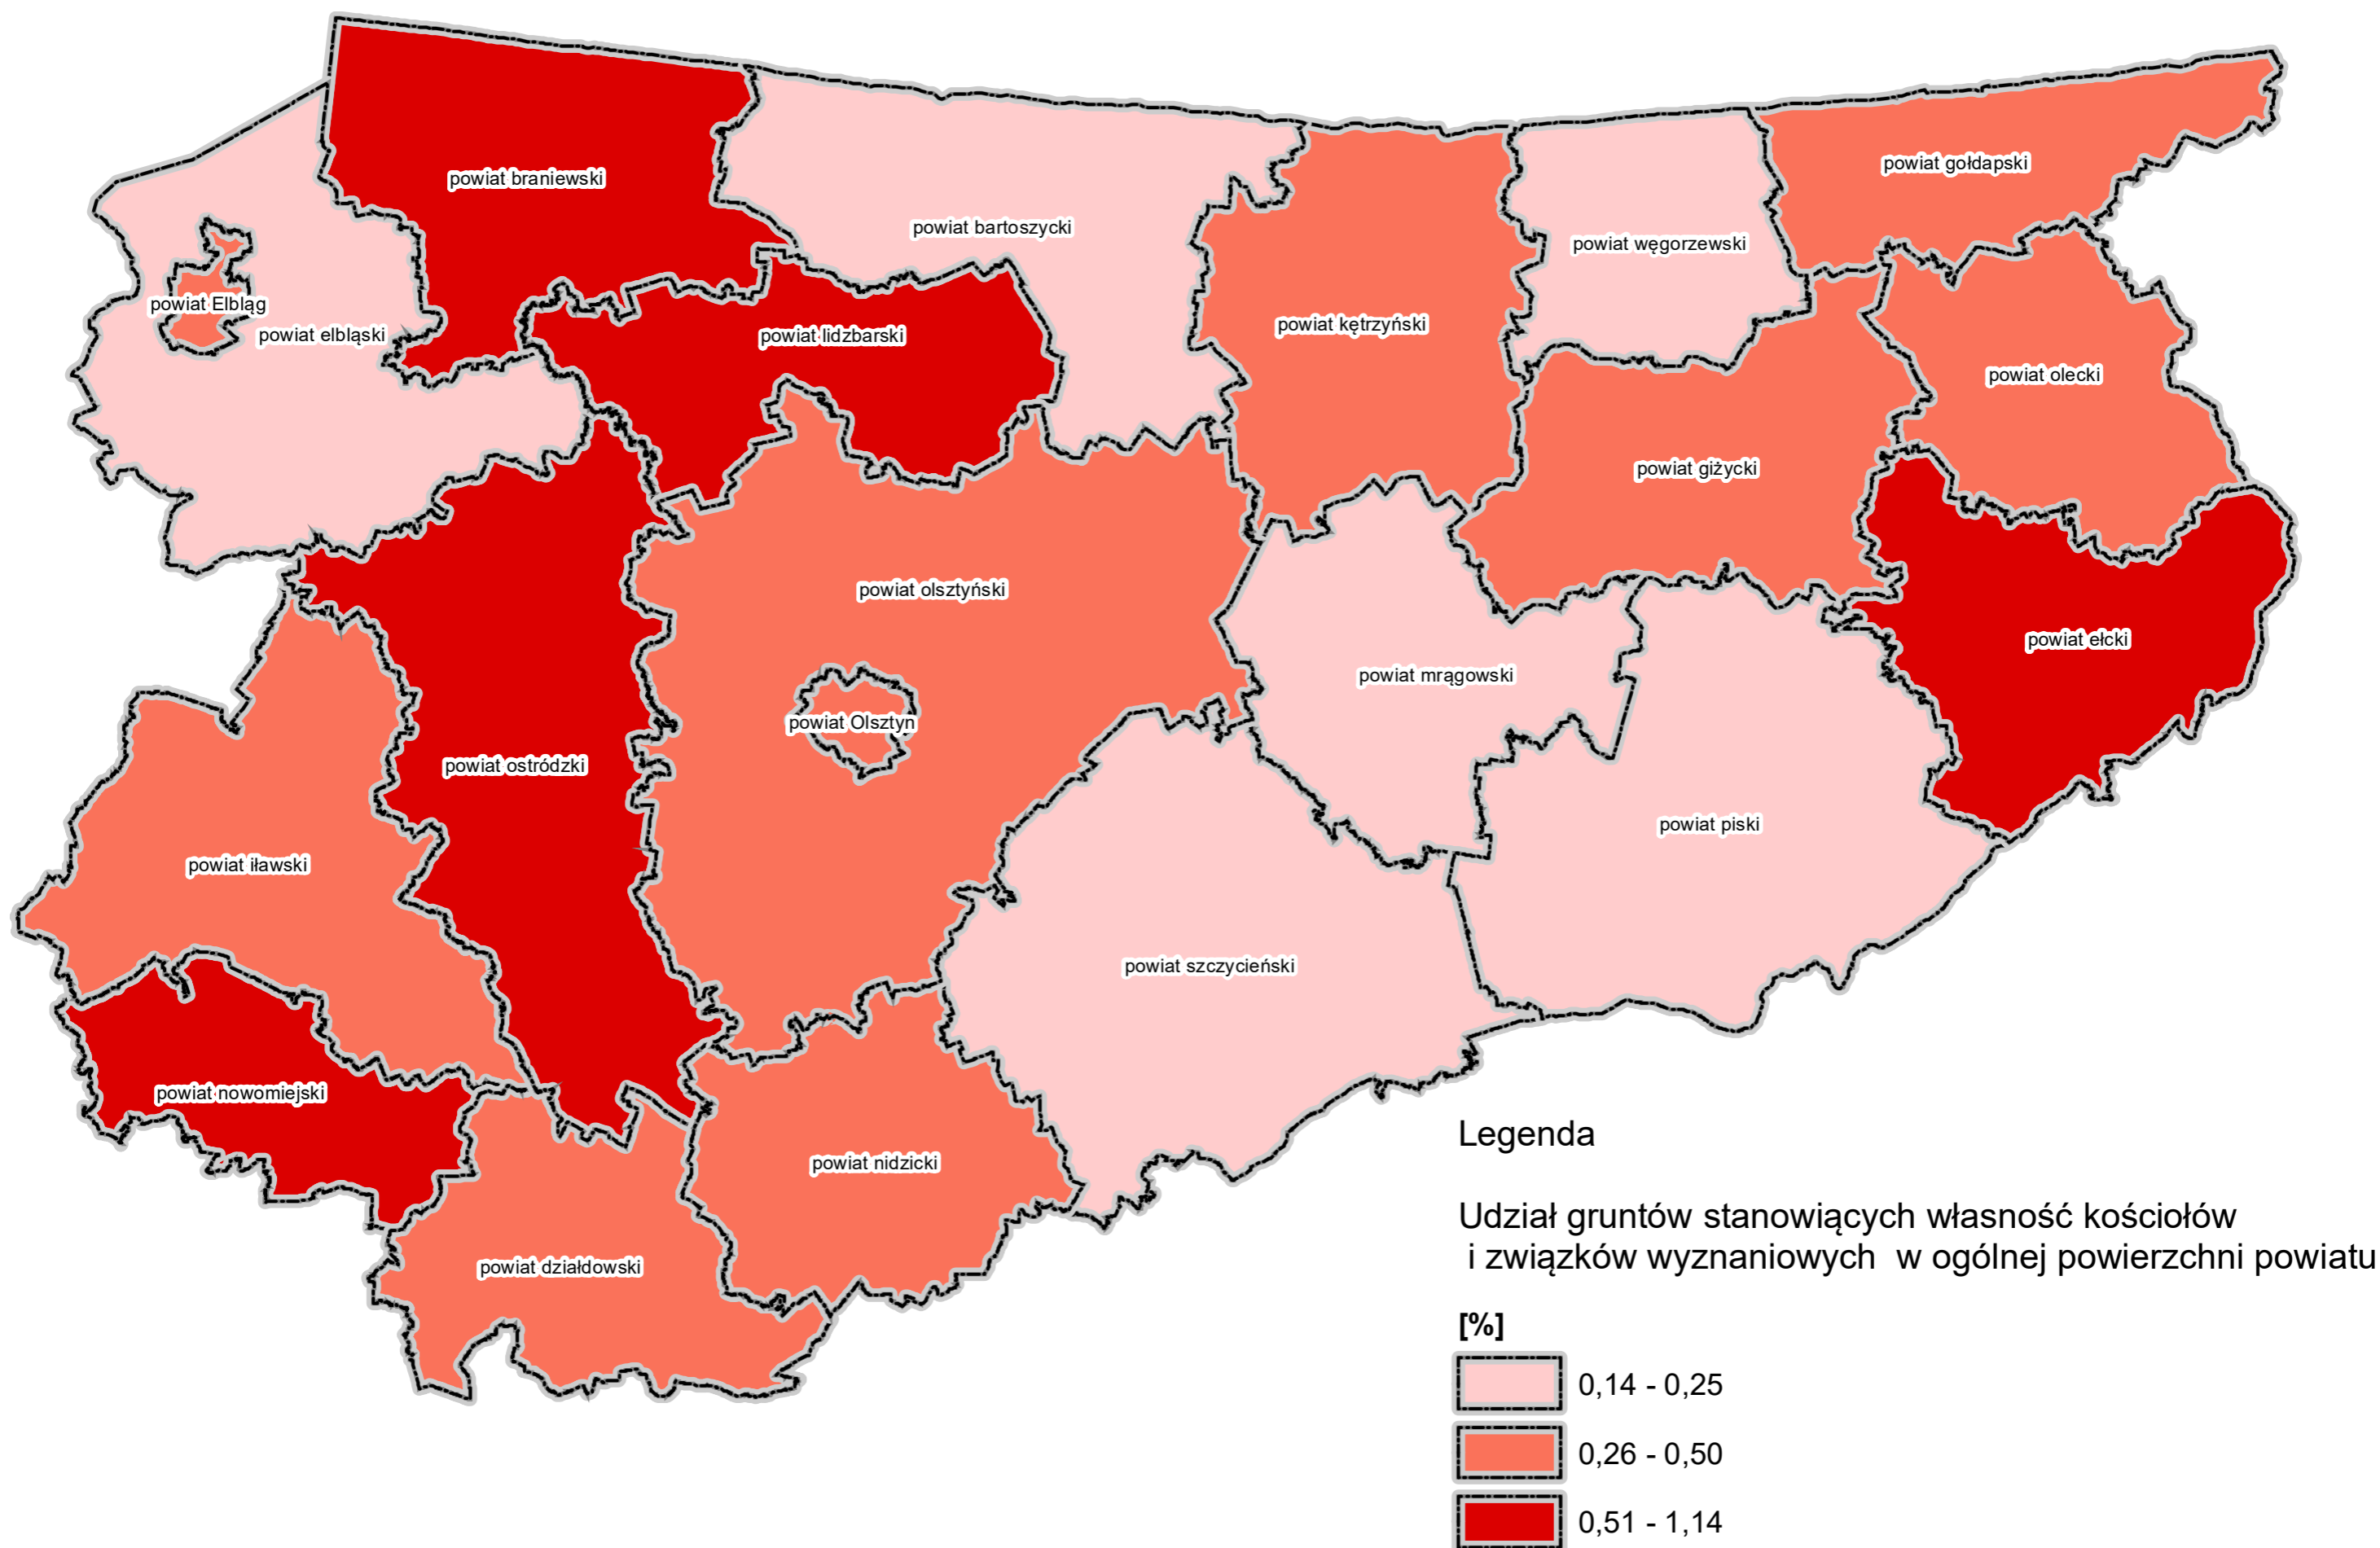 powiat gołdapski
powiat braniewski
powiat bartoszycki
powiat węgorzewski
powiat Elbląg
powiat elbląski
powiat lidzbarski
powiat kętrzyński
powiat olecki
powiat giżycki
powiat olsztyński
powiat ełcki
powiat mrągowski
powiat Olsztyn
powiat ostródzki
powiat piski
powiat iławski
powiat szczycieński
powiat nowomiejski
powiat nidzicki
powiat działdowski
Legenda
Udział gruntów stanowiących własność kościołów
i związków wyznaniowych w ogólnej powierzchni powiatu
[%]
0,14 - 0,25
0,26 - 0,50
0,51 - 1,14